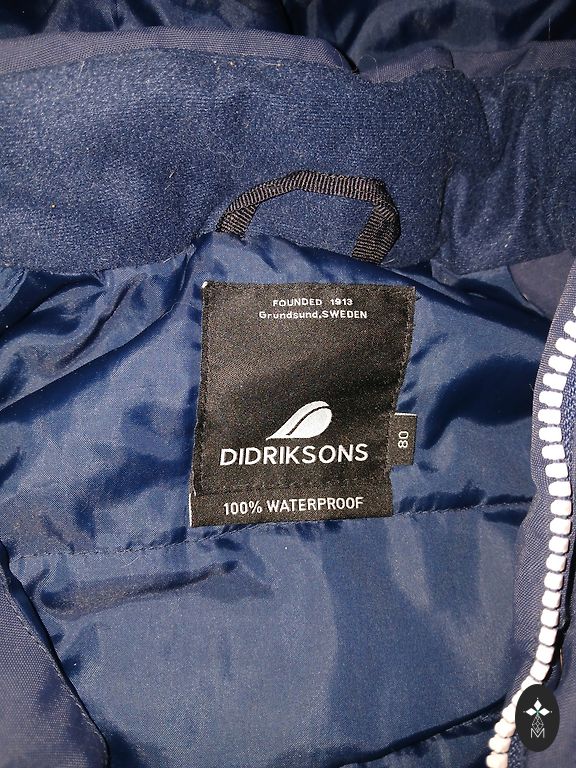 FOUNDED 1913
Grundsund,SWEDEN
DIDRIKSONS
80
100% WATERPROOF
M